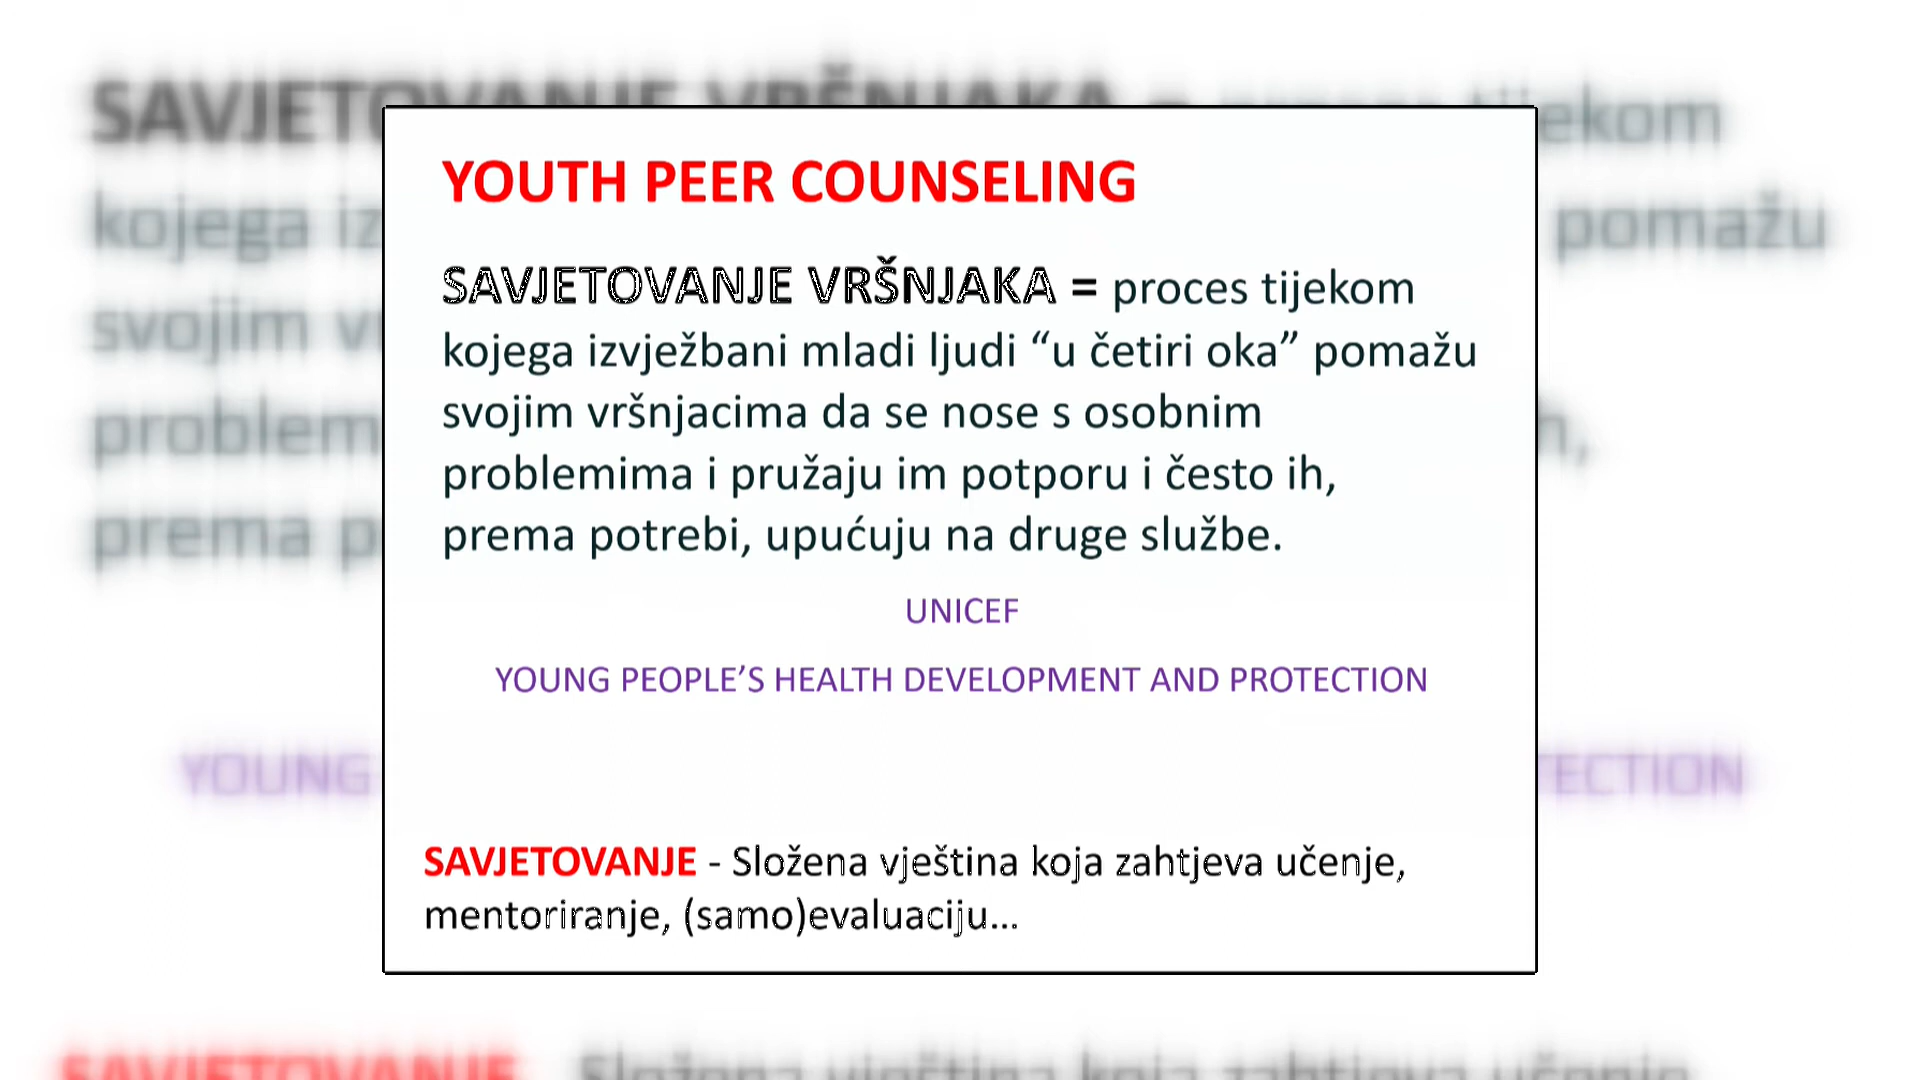 YOUTH PEER COUNSELING
SAVJETOVANJE VRŠNJAKA = proces tijekom
kojega izvježbani mladi ljudi “u četiri oka” pomažu
svojim vršnjacima da se nose s osobnim
problemima i pružaju im potporu i često ih,
prema potrebi, upućuju na druge službe.
UNICEF
YOUNG PEOPLE’S HEALTH DEVELOPMENT AND PROTECTION
SAVJETOVANJE - Složena vještina koja zahtjeva učenje,
mentoriranje, (samo)evaluaciju...